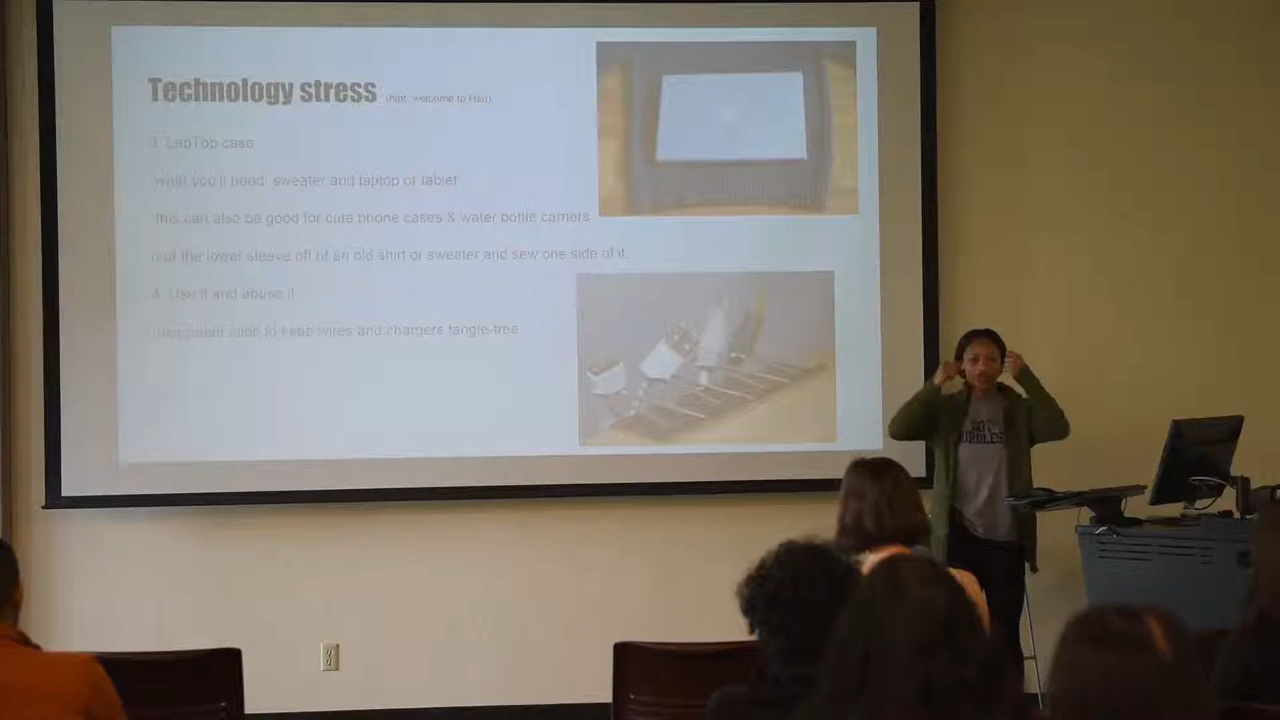 Technology stress (hint: welcome to Hsu)
3. LapTop case
what you'll need: sweater and laptop or tablet
this can also be good for cute phone cases & water bottle carriers
cut the lower sleeve off of an old shirt or sweater and sew one side of it.
4. Use it and abuse it
to keep wires and chargers tangle-free
GO